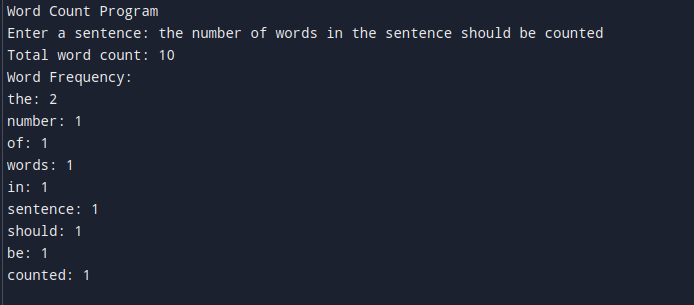 Word Count Program
Enter a sentence: the number of words in the sentence should be counted
Total word count: 10
Word Frequency:
the: 2
number: 1
of: 1
words: 1
in: 1
sentence: 1
should: 1
be: 1
counted: 1